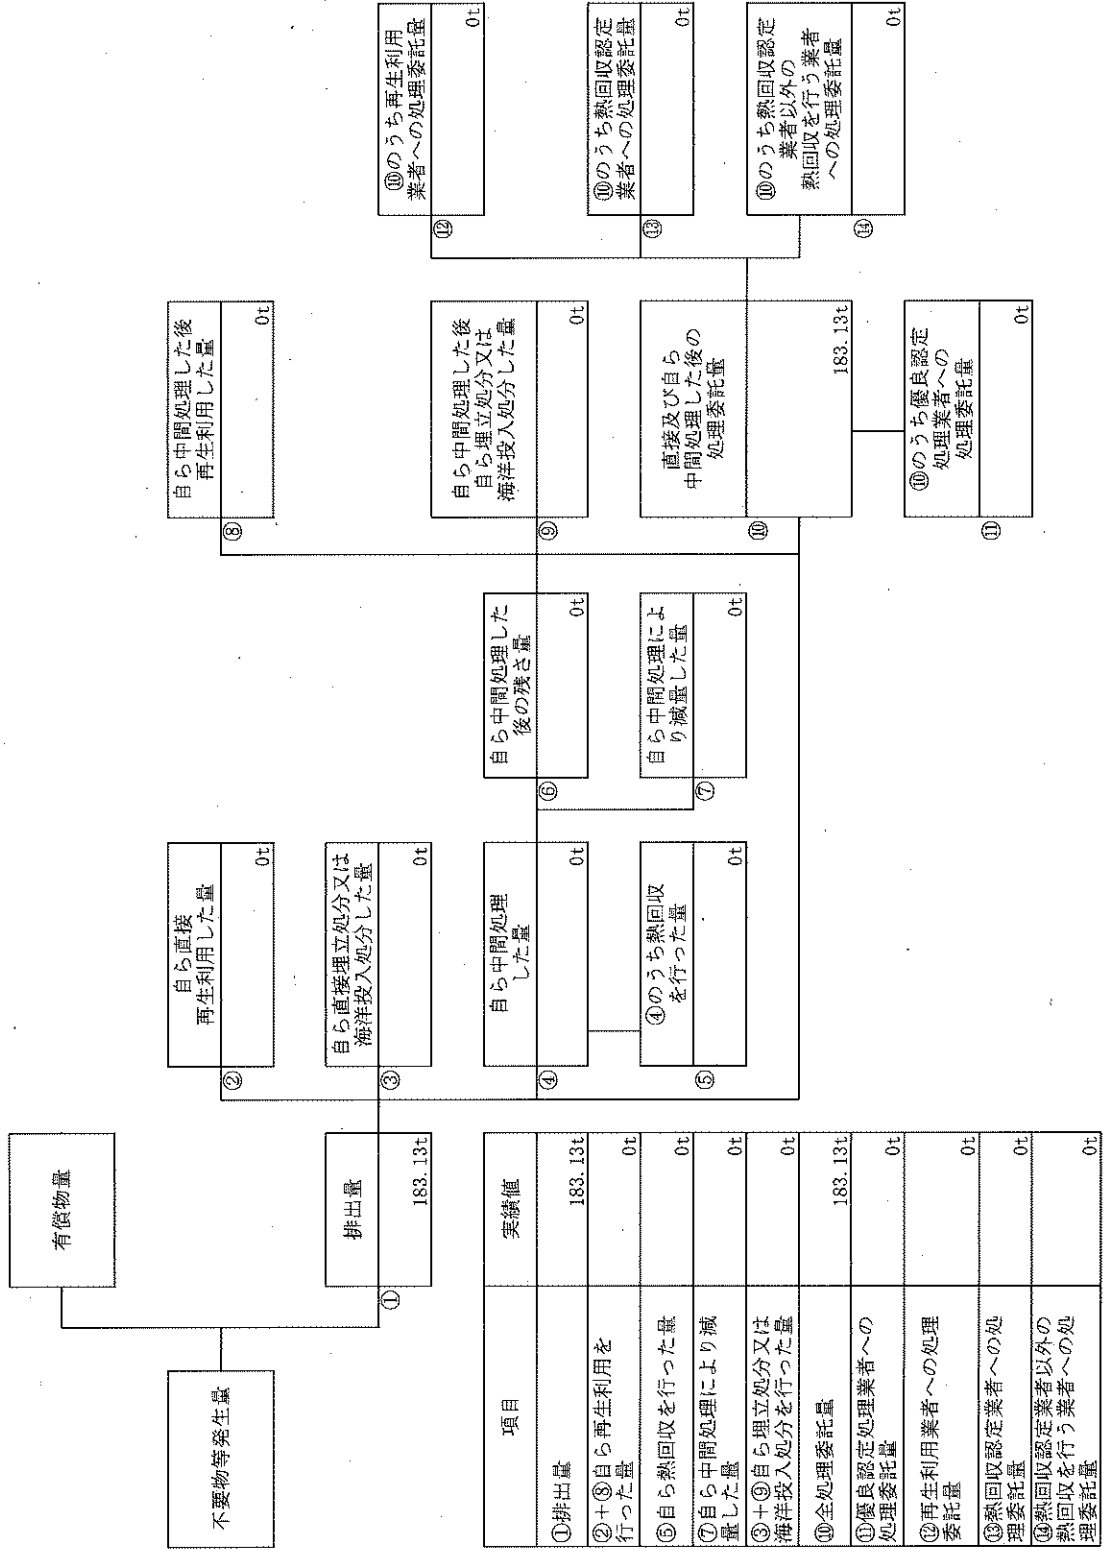 不要物等発生量
有償物量
排出量
①
183.13t
自ら直接
再生利用した量
②
0t
自ら直接埋立処分又は
海洋投入処分した量
③
0t
自ら中間処理
した量
④
0t
④のうち熱回収
を行った量
⑤
0t
自ら中間処理した
後の残さ量
⑥
0t
自ら中間処理によ
り減量した量
⑦
0t
自ら中間処理した後
再生利用した量
⑧
0t
自ら中間処理した後
自ら埋立処分又は
海洋投入処分した量
⑨
0t
直接及び自ら
中間処理した後の
処理委託量
⑩
183.13t
⑩のうち優良認定
処理業者への
処理委託量
⑪
0t
⑩のうち再生利用
業者への処理委託量
⑫
0t
⑩のうち熱回収認定
業者への処理委託量
⑬
0t
⑩のうち熱回収認定
業者以外の
熱回収を行う業者
への処理委託量
⑭
0t
項目
実績値
①排出量
183.13t
②+⑧自ら再生利用を
行った量
0t
⑤自ら熱回収を行った量
0t
⑦自ら中間処理により減
量した量
0t
③+⑨自ら埋立処分又は
海洋投入処分を行った量
0t
⑩全処理委託量
183.13t
⑪優良認定処理業者への
処理委託量
0t
⑫再生利用業者への処理
委託量
0t
⑬熱回収認定業者への処
理委託量
0t
⑭熱回収認定業者以外の
熱回収を行う業者への処
理委託量
0t